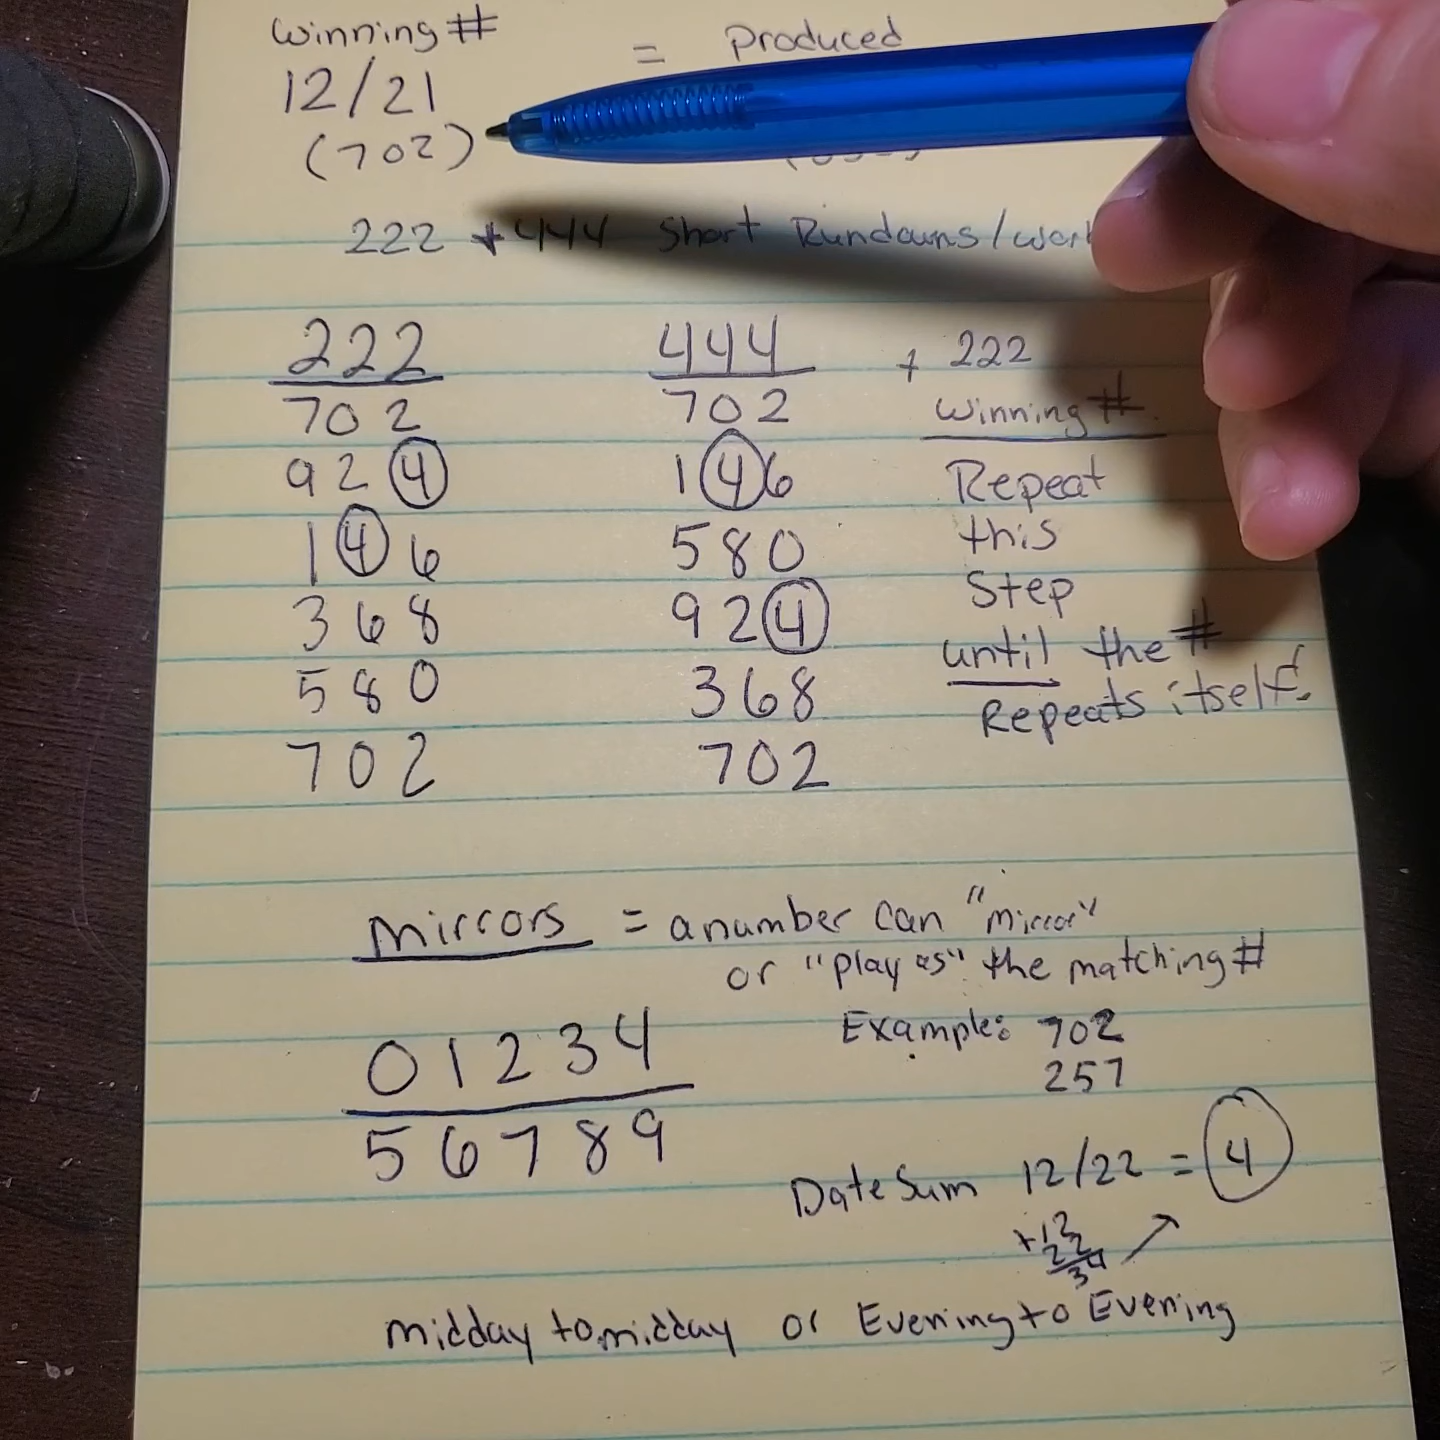 Winning # = Produced
12/21
(702)
222 + 444 Short Rundowns/
222 444 + 222
702 702 Winning #.
924 146 Repeat
146 580 this
368 924 Step
580 368 until the #
702 702 Repeats itself.
Mirrors = a number can "mirror"
or "play as" the matching #
Example: 702
257
01234
56789
Date Sum 12/22 = 4
+12
22
34
midday to midday or Evening to Evening